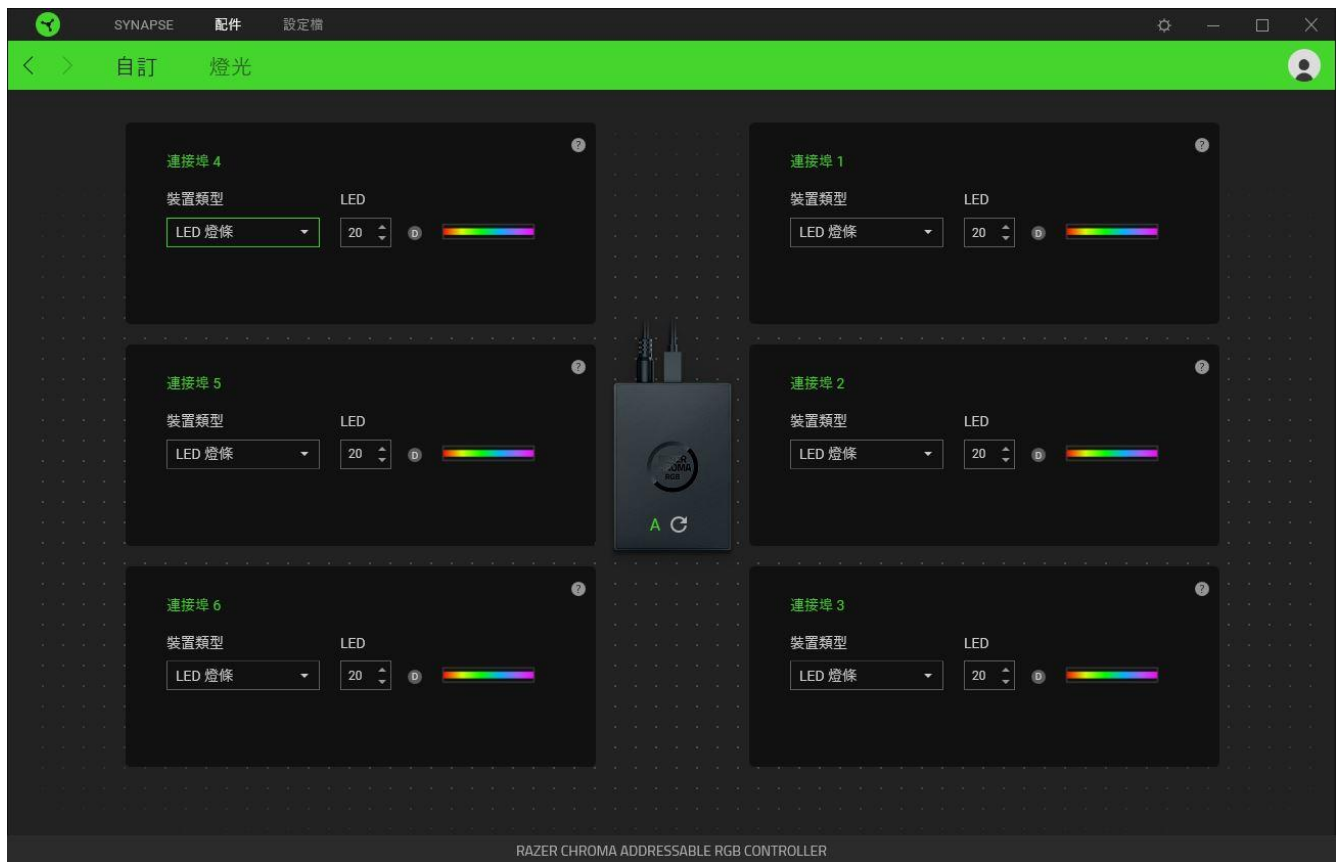 SYNAPSE 配件 設定檔
自訂 燈光
連接埠 4
裝置類型 LED
LED 燈條 20 D
連接埠 1
裝置類型 LED
LED 燈條 20 D
連接埠 5
裝置類型 LED
LED 燈條 20 D
連接埠 2
裝置類型 LED
LED 燈條 20 D
RAZER
CHROMA
RGB
A
連接埠 6
裝置類型 LED
LED 燈條 20 D
連接埠 3
裝置類型 LED
LED 燈條 20 D
RAZER CHROMA ADDRESSABLE RGB CONTROLLER